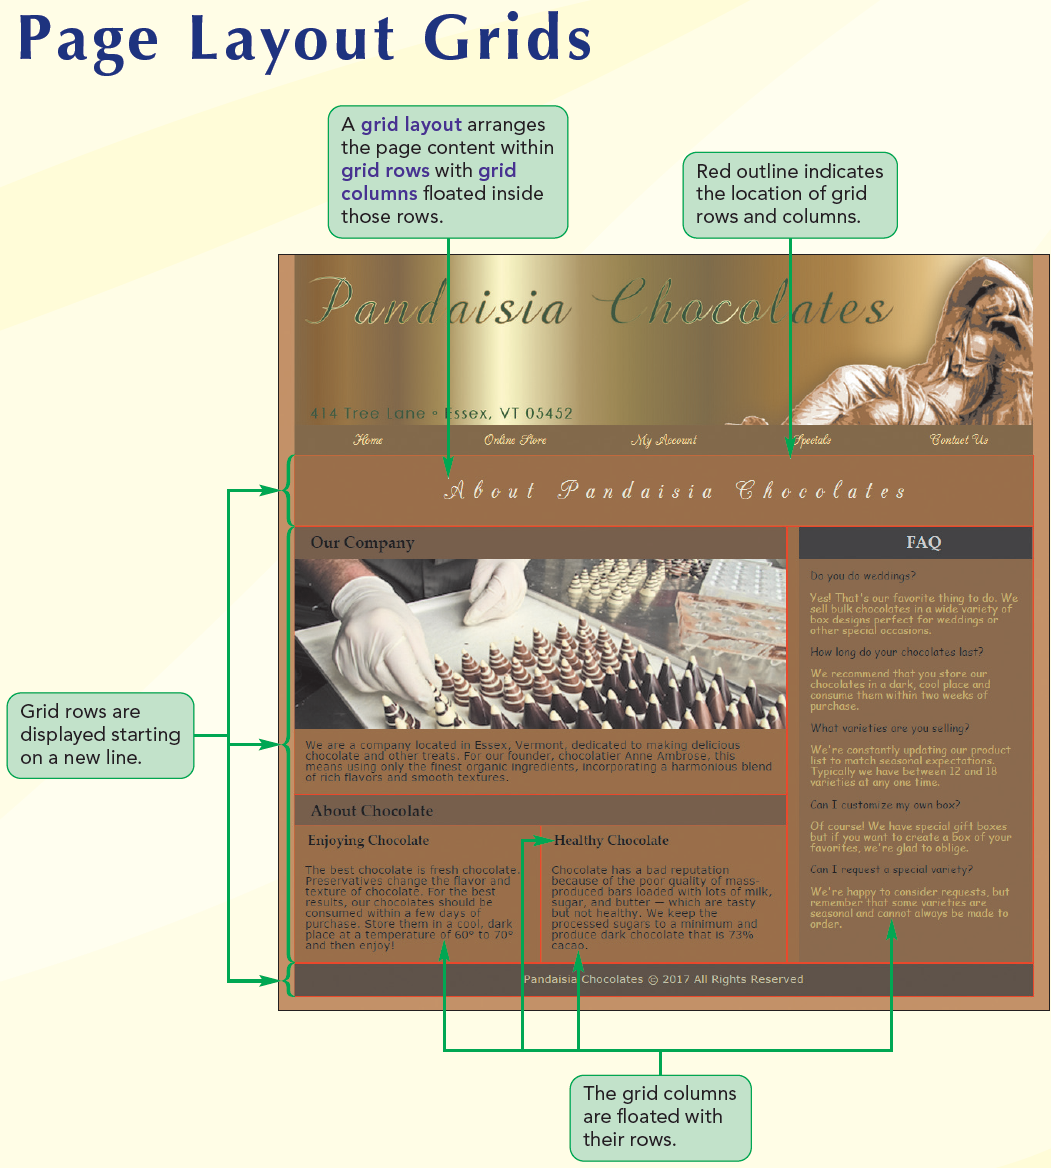 Page Layout Grids
A grid layout arranges
the page content within
grid rows with grid
columns floated inside
those rows.
Red outline indicates
the location of grid
rows and columns.
Pandaisia Chocolates
414 Tree Lane ∘ Essex, VT 05452
Home Online Store My Account Specials Contact Us
About Pandaisia Chocolates
Our Company
We are a company located in Essex, Vermont, dedicated to making delicious
chocolate and other treats. For our founder, chocolatier Anne Ambrose, this
means using only the finest organic ingredients, incorporating a harmonious blend
of rich flavors and smooth textures.
About Chocolate
Enjoying Chocolate
The best chocolate is fresh chocolate.
Preservatives change the flavor and
texture of chocolate. For the best
results, our chocolates should be
consumed within a few days of
purchase. Store them in a cool, dark
place at a temperature of 60° to 70°
and then enjoy!
Healthy Chocolate
Chocolate has a bad reputation
because of the poor quality of mass-
produced bars loaded with lots of milk,
sugar, and butter — which are tasty
but not healthy. We keep the
processed sugars to a minimum and
produce dark chocolate that is 73%
cacao.
FAQ
Do you do weddings?
Yes! That's our favorite thing to do. We
sell bulk chocolates in a wide variety of
box designs perfect for weddings or
other special occasions.
How long do your chocolates last?
We recommend that you store our
chocolates in a dark, cool place and
consume them within two weeks of
purchase.
What varieties are you selling?
We're constantly updating our product
list to match seasonal expectations.
Typically we have between 12 and 18
varieties at any one time.
Can I customize my own box?
Of course! We have special gift boxes
but if you want to create a box of your
favorites, we're glad to oblige.
Can I request a special variety?
We're happy to consider requests, but
remember that some varieties are
seasonal and cannot always be made to
order.
Pandaisia Chocolates © 2017 All Rights Reserved
Grid rows are
displayed starting
on a new line.
The grid columns
are floated with
their rows.